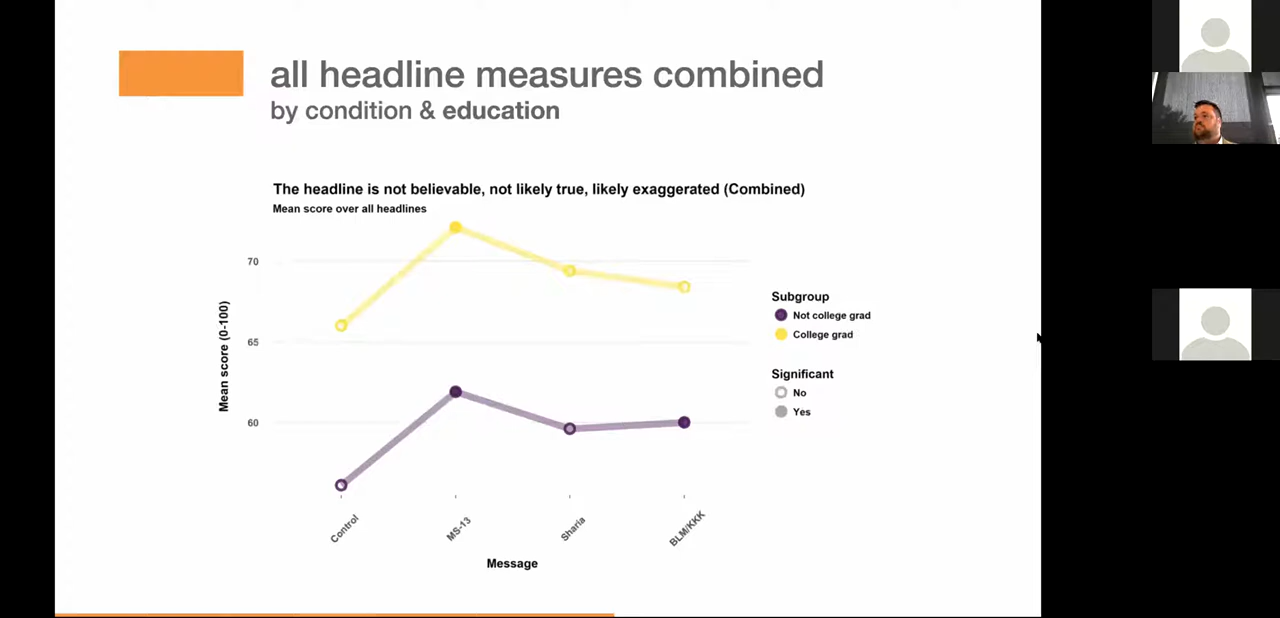 all headline measures combined
by condition & education
The headline is not believable, not likely true, likely exaggerated (Combined)
Mean score over all headlines
70
65
60
Mean score (0-100)
Control
MS-13
Sharia
BLM/KKK
Message
Subgroup
Not college grad
College grad
Significant
No
Yes